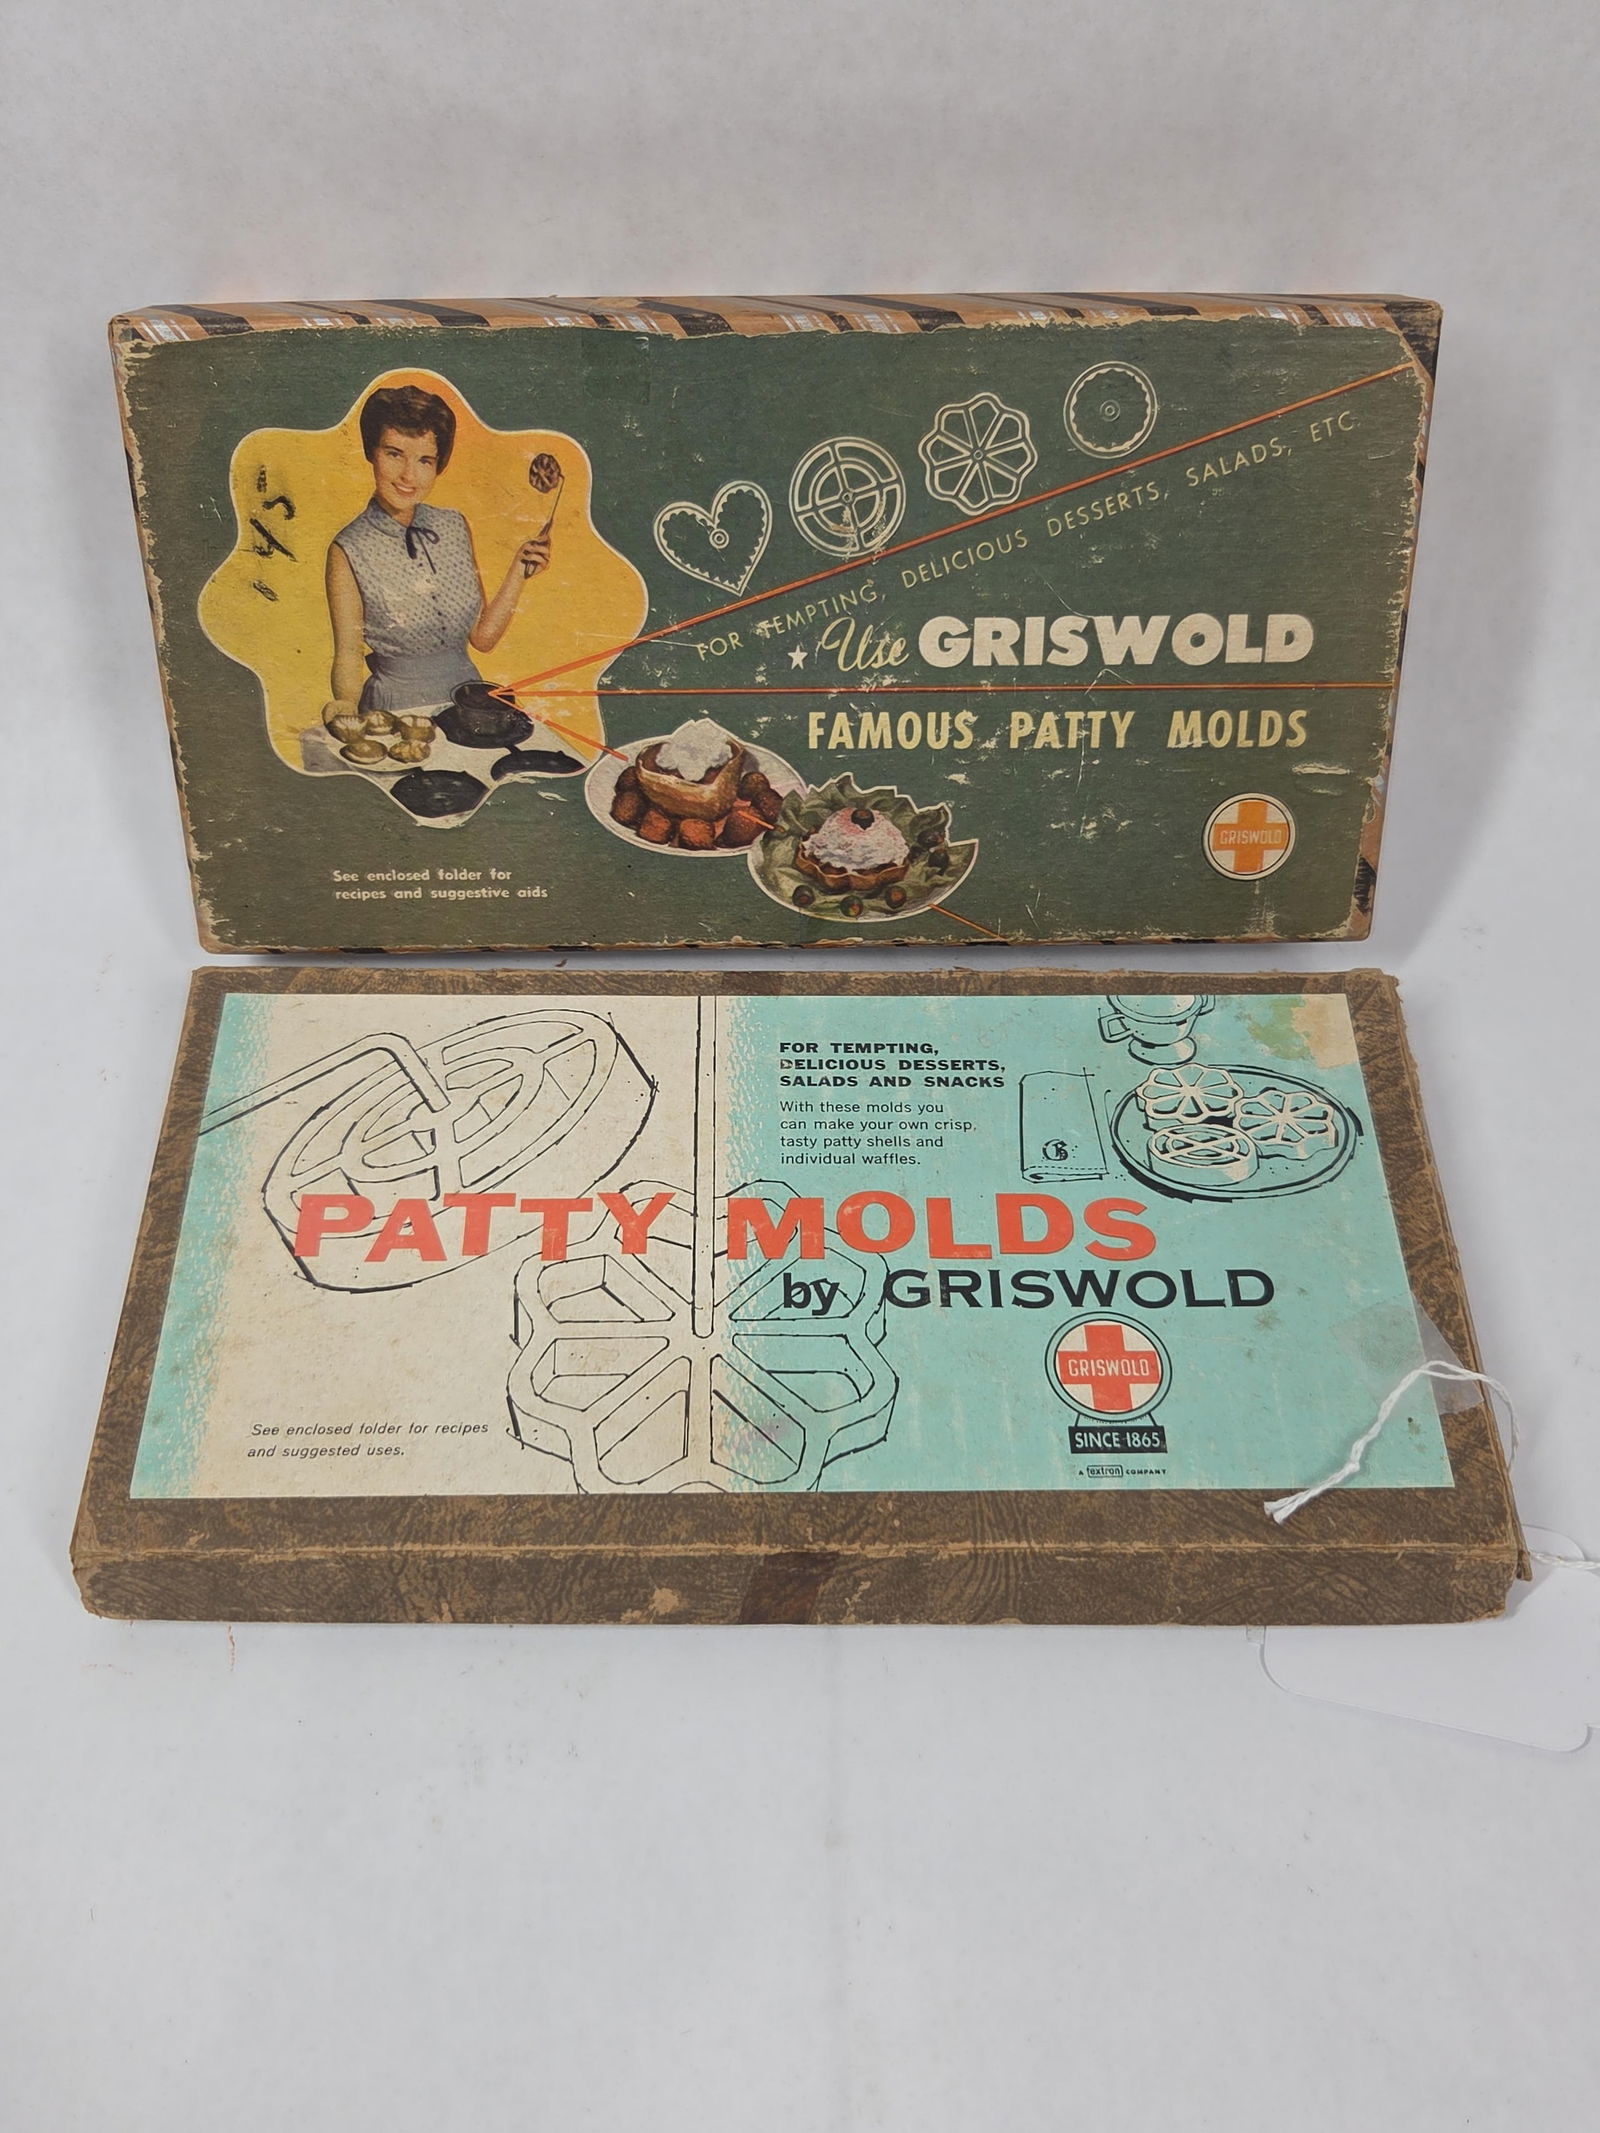 FOR TEMPTING, DELICIOUS DESSERTS, SALADS, ETC.
Use GRISWOLD
FAMOUS PATTY MOLDS
GRISWOLD
See enclosed folder for
recipes and suggestive aids
FOR TEMPTING,
DELICIOUS DESSERTS,
SALADS AND SNACKS
With these molds you
can make your own crisp,
tasty patty shells and
individual waffles.
G
PATTY MOLDS
by GRISWOLD
GRISWOLD
SINCE 1865
A textron COMPANY
See enclosed folder for recipes
and suggested uses.